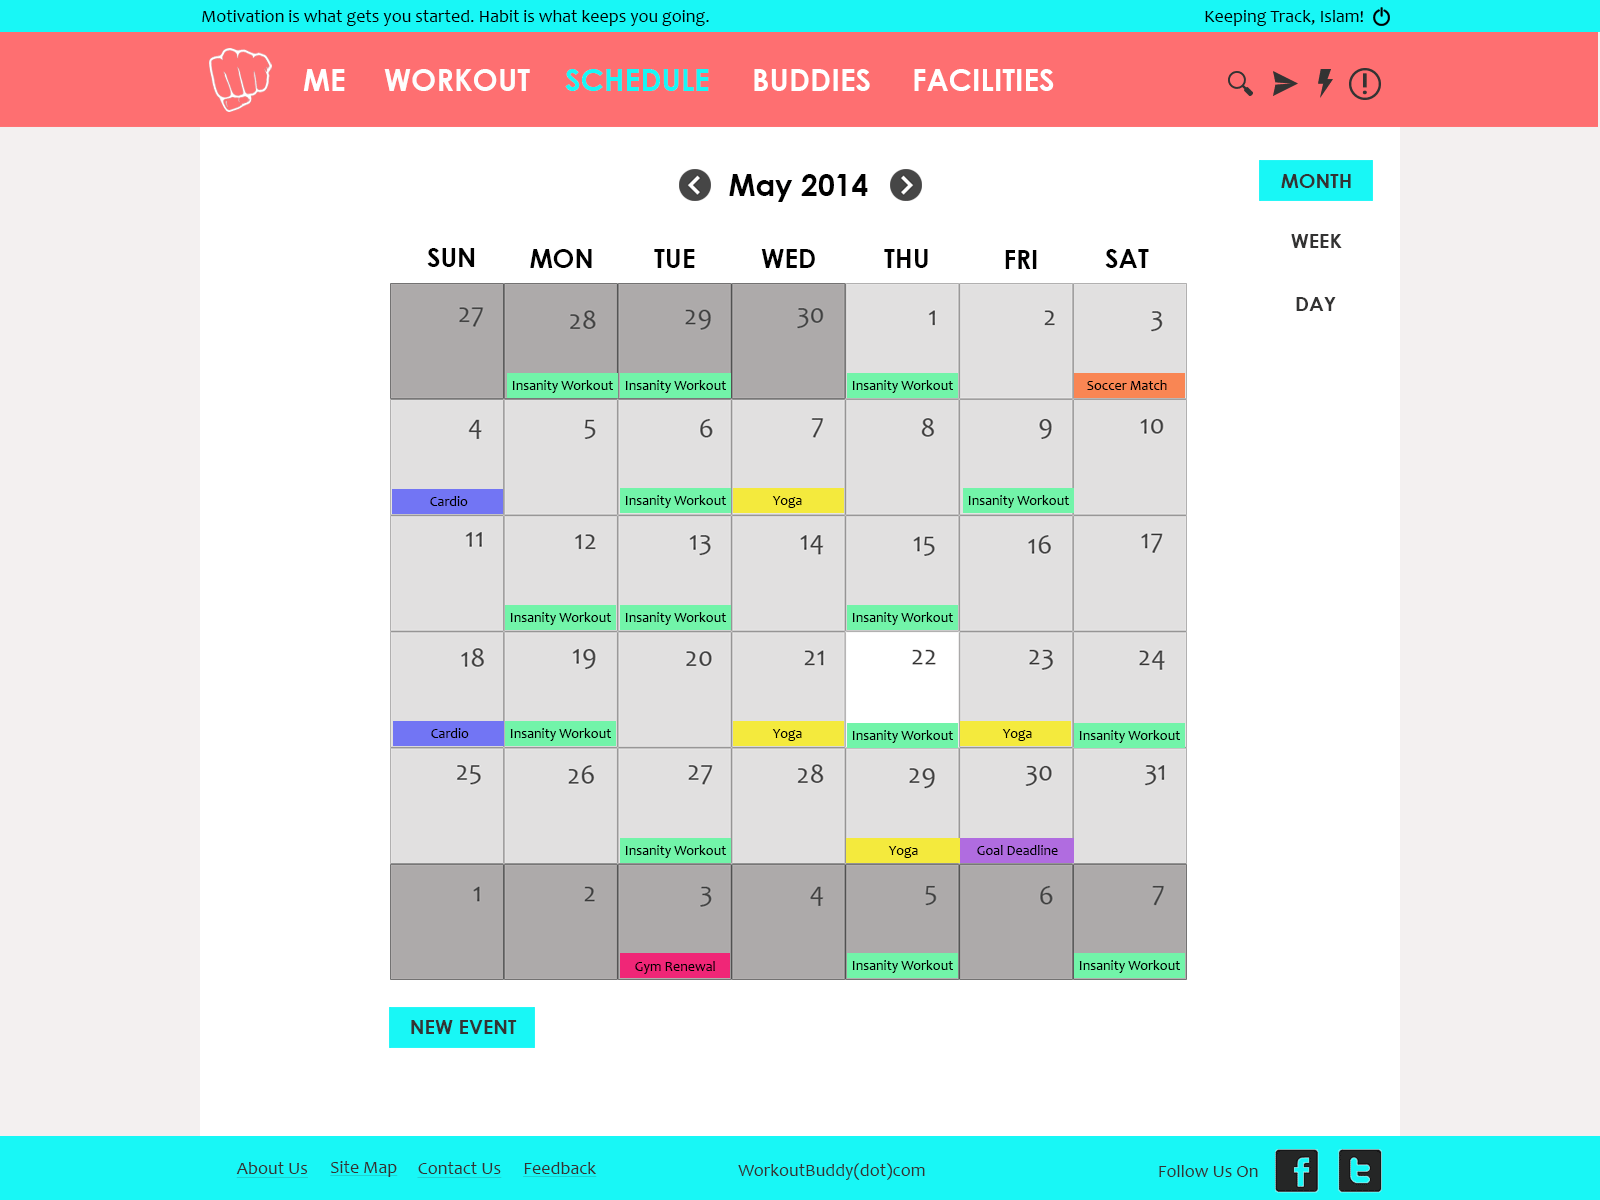 Motivation is what gets you started. Habit is what keeps you going.
Keeping Track, Islam!
ME WORKOUT SCHEDULE BUDDIES FACILITIES
May 2014
MONTH
WEEK
DAY
SUN MON TUE WED THU FRI SAT
27 28 29 30 1 2 3
Insanity Workout Insanity Workout Insanity Workout Soccer Match
4 5 6 7 8 9 10
Cardio Insanity Workout Yoga Insanity Workout
11 12 13 14 15 16 17
Insanity Workout Insanity Workout Insanity Workout
18 19 20 21 22 23 24
Cardio Insanity Workout Yoga Insanity Workout Yoga Insanity Workout
25 26 27 28 29 30 31
Insanity Workout Yoga Goal Deadline
1 2 3 4 5 6 7
Gym Renewal Insanity Workout Insanity Workout
NEW EVENT
About Us Site Map Contact Us Feedback WorkoutBuddy(dot)com Follow Us On